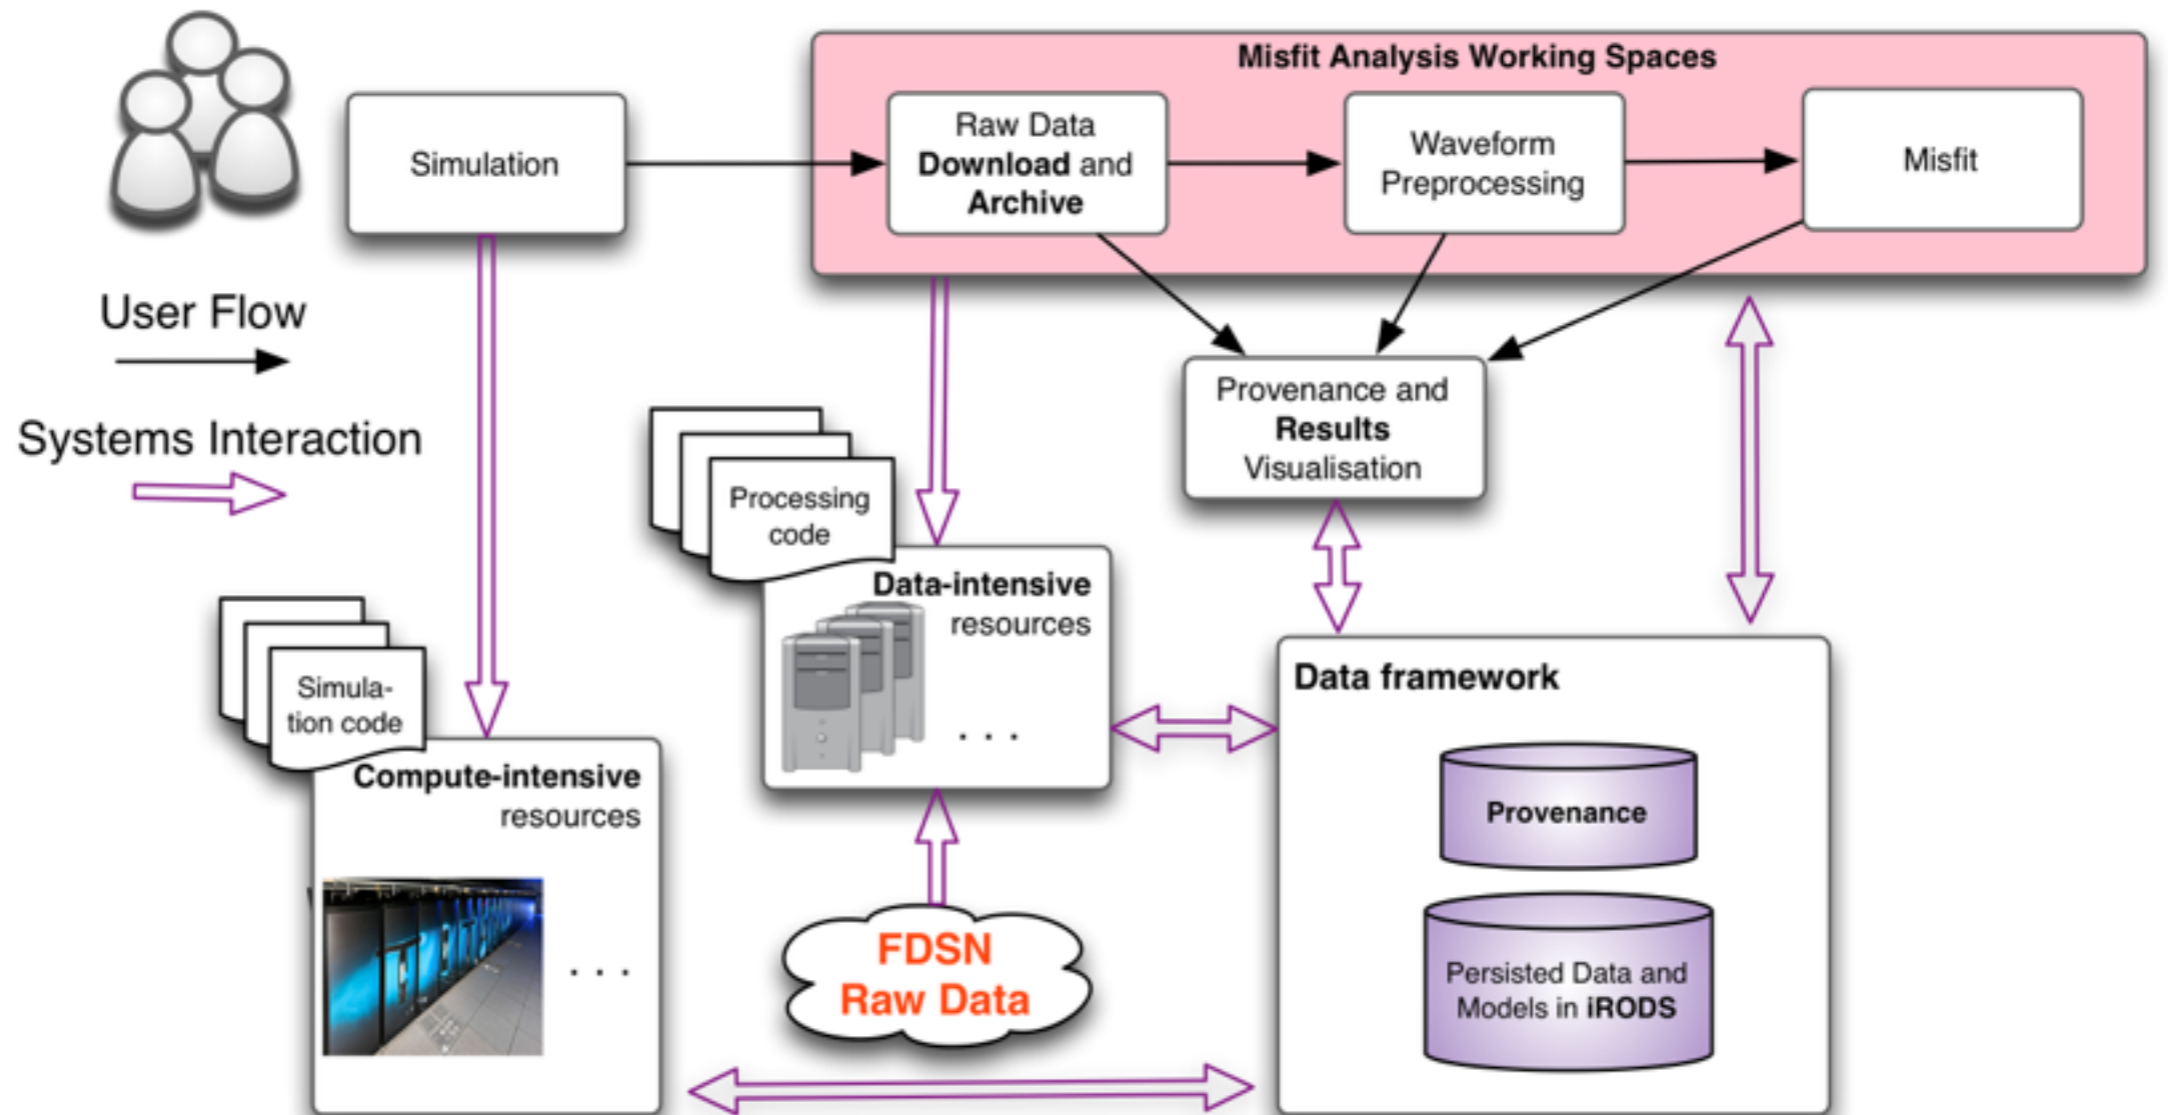 Misfit Analysis Working Spaces
Simulation
Raw Data
Download and
Archive
Waveform
Preprocessing
Misfit
User Flow
Systems Interaction
Provenance and
Results
Visualisation
Processing
code
Data-intensive
resources
. . .
Simula-
tion code
Compute-intensive
resources
. . .
FDSN
Raw Data
Data framework
Provenance
Persisted Data and
Models in iRODS